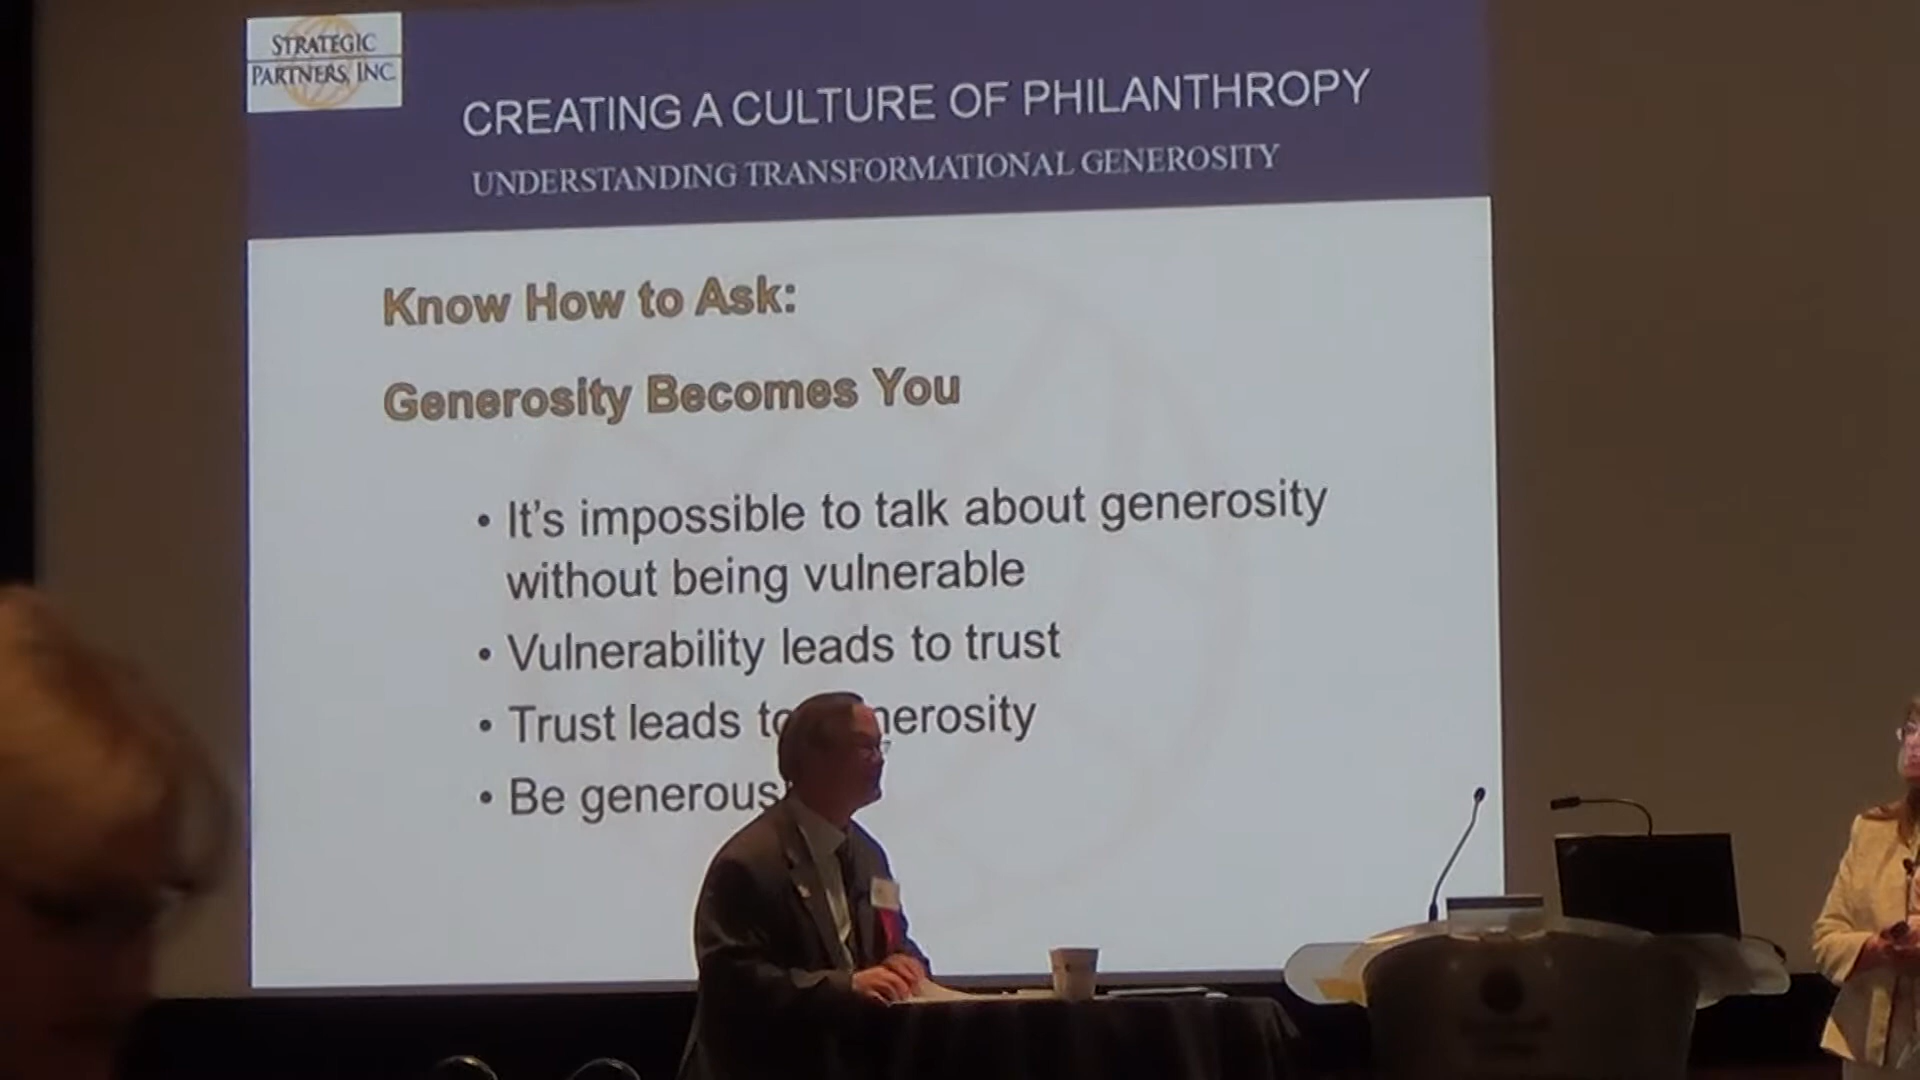 STRATEGIC
PARTNERS, INC.
CREATING A CULTURE OF PHILANTHROPY
UNDERSTANDING TRANSFORMATIONAL GENEROSITY
Know How to Ask:
Generosity Becomes You
• It's impossible to talk about generosity
without being vulnerable
• Vulnerability leads to trust
• Trust leads
• Be generous